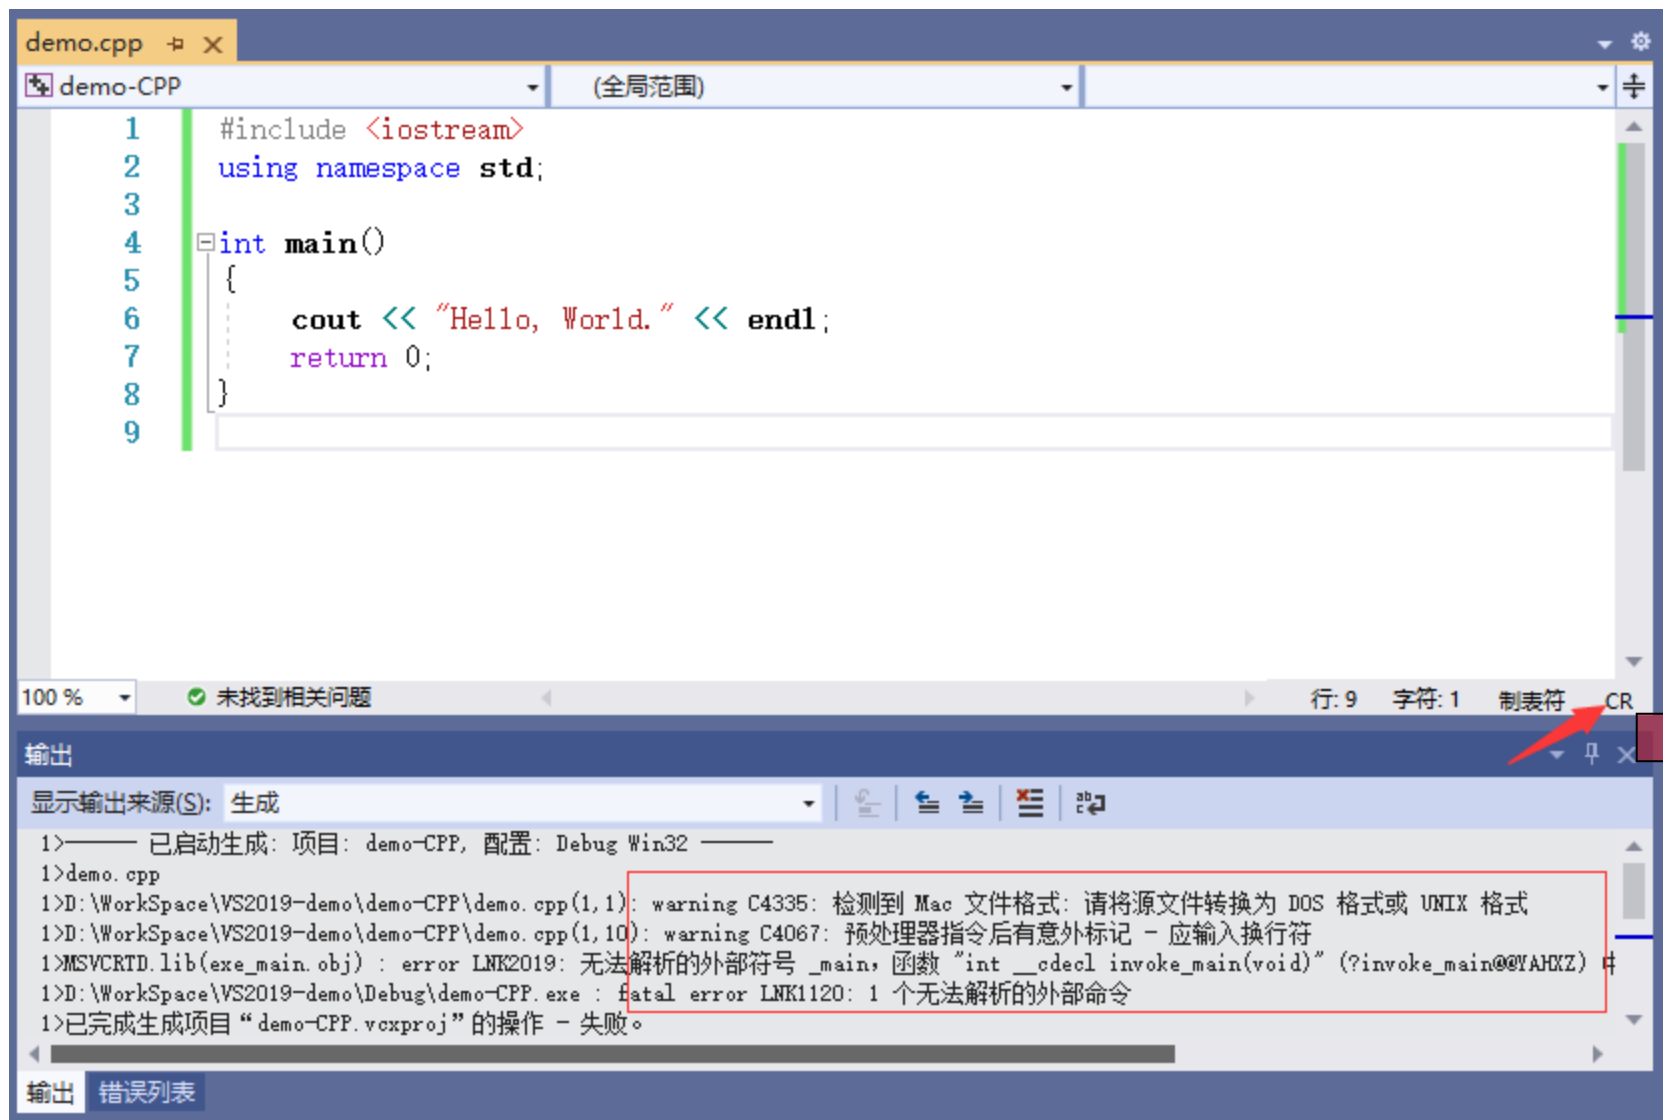 demo.cpp
demo-CPP (全局范围)
1 #include <iostream>
2 using namespace std;
3
4 int main()
5 {
6 cout << "Hello, World." << endl;
7 return 0;
8 }
9
100 % 未找到相关问题 行: 9 字符: 1 制表符 CR
输出
显示输出来源(S): 生成
1>------ 已启动生成: 项目: demo-CPP, 配置: Debug Win32 ------
1>demo.cpp
1>D:\WorkSpace\VS2019-demo\demo-CPP\demo.cpp(1,1): warning C4335: 检测到 Mac 文件格式: 请将源文件转换为 DOS 格式或 UNIX 格式
1>D:\WorkSpace\VS2019-demo\demo-CPP\demo.cpp(1,10): warning C4067: 预处理器指令后有意外标记 - 应输入换行符
1>MSVCRTD.lib(exe_main.obj) : error LNK2019: 无法解析的外部符号 _main，函数 "int __cdecl invoke_main(void)" (?invoke_main@@YAHXZ)
1>D:\WorkSpace\VS2019-demo\Debug\demo-CPP.exe : fatal error LNK1120: 1 个无法解析的外部命令
1>已完成生成项目“demo-CPP.vcxproj”的操作 - 失败。
输出 错误列表